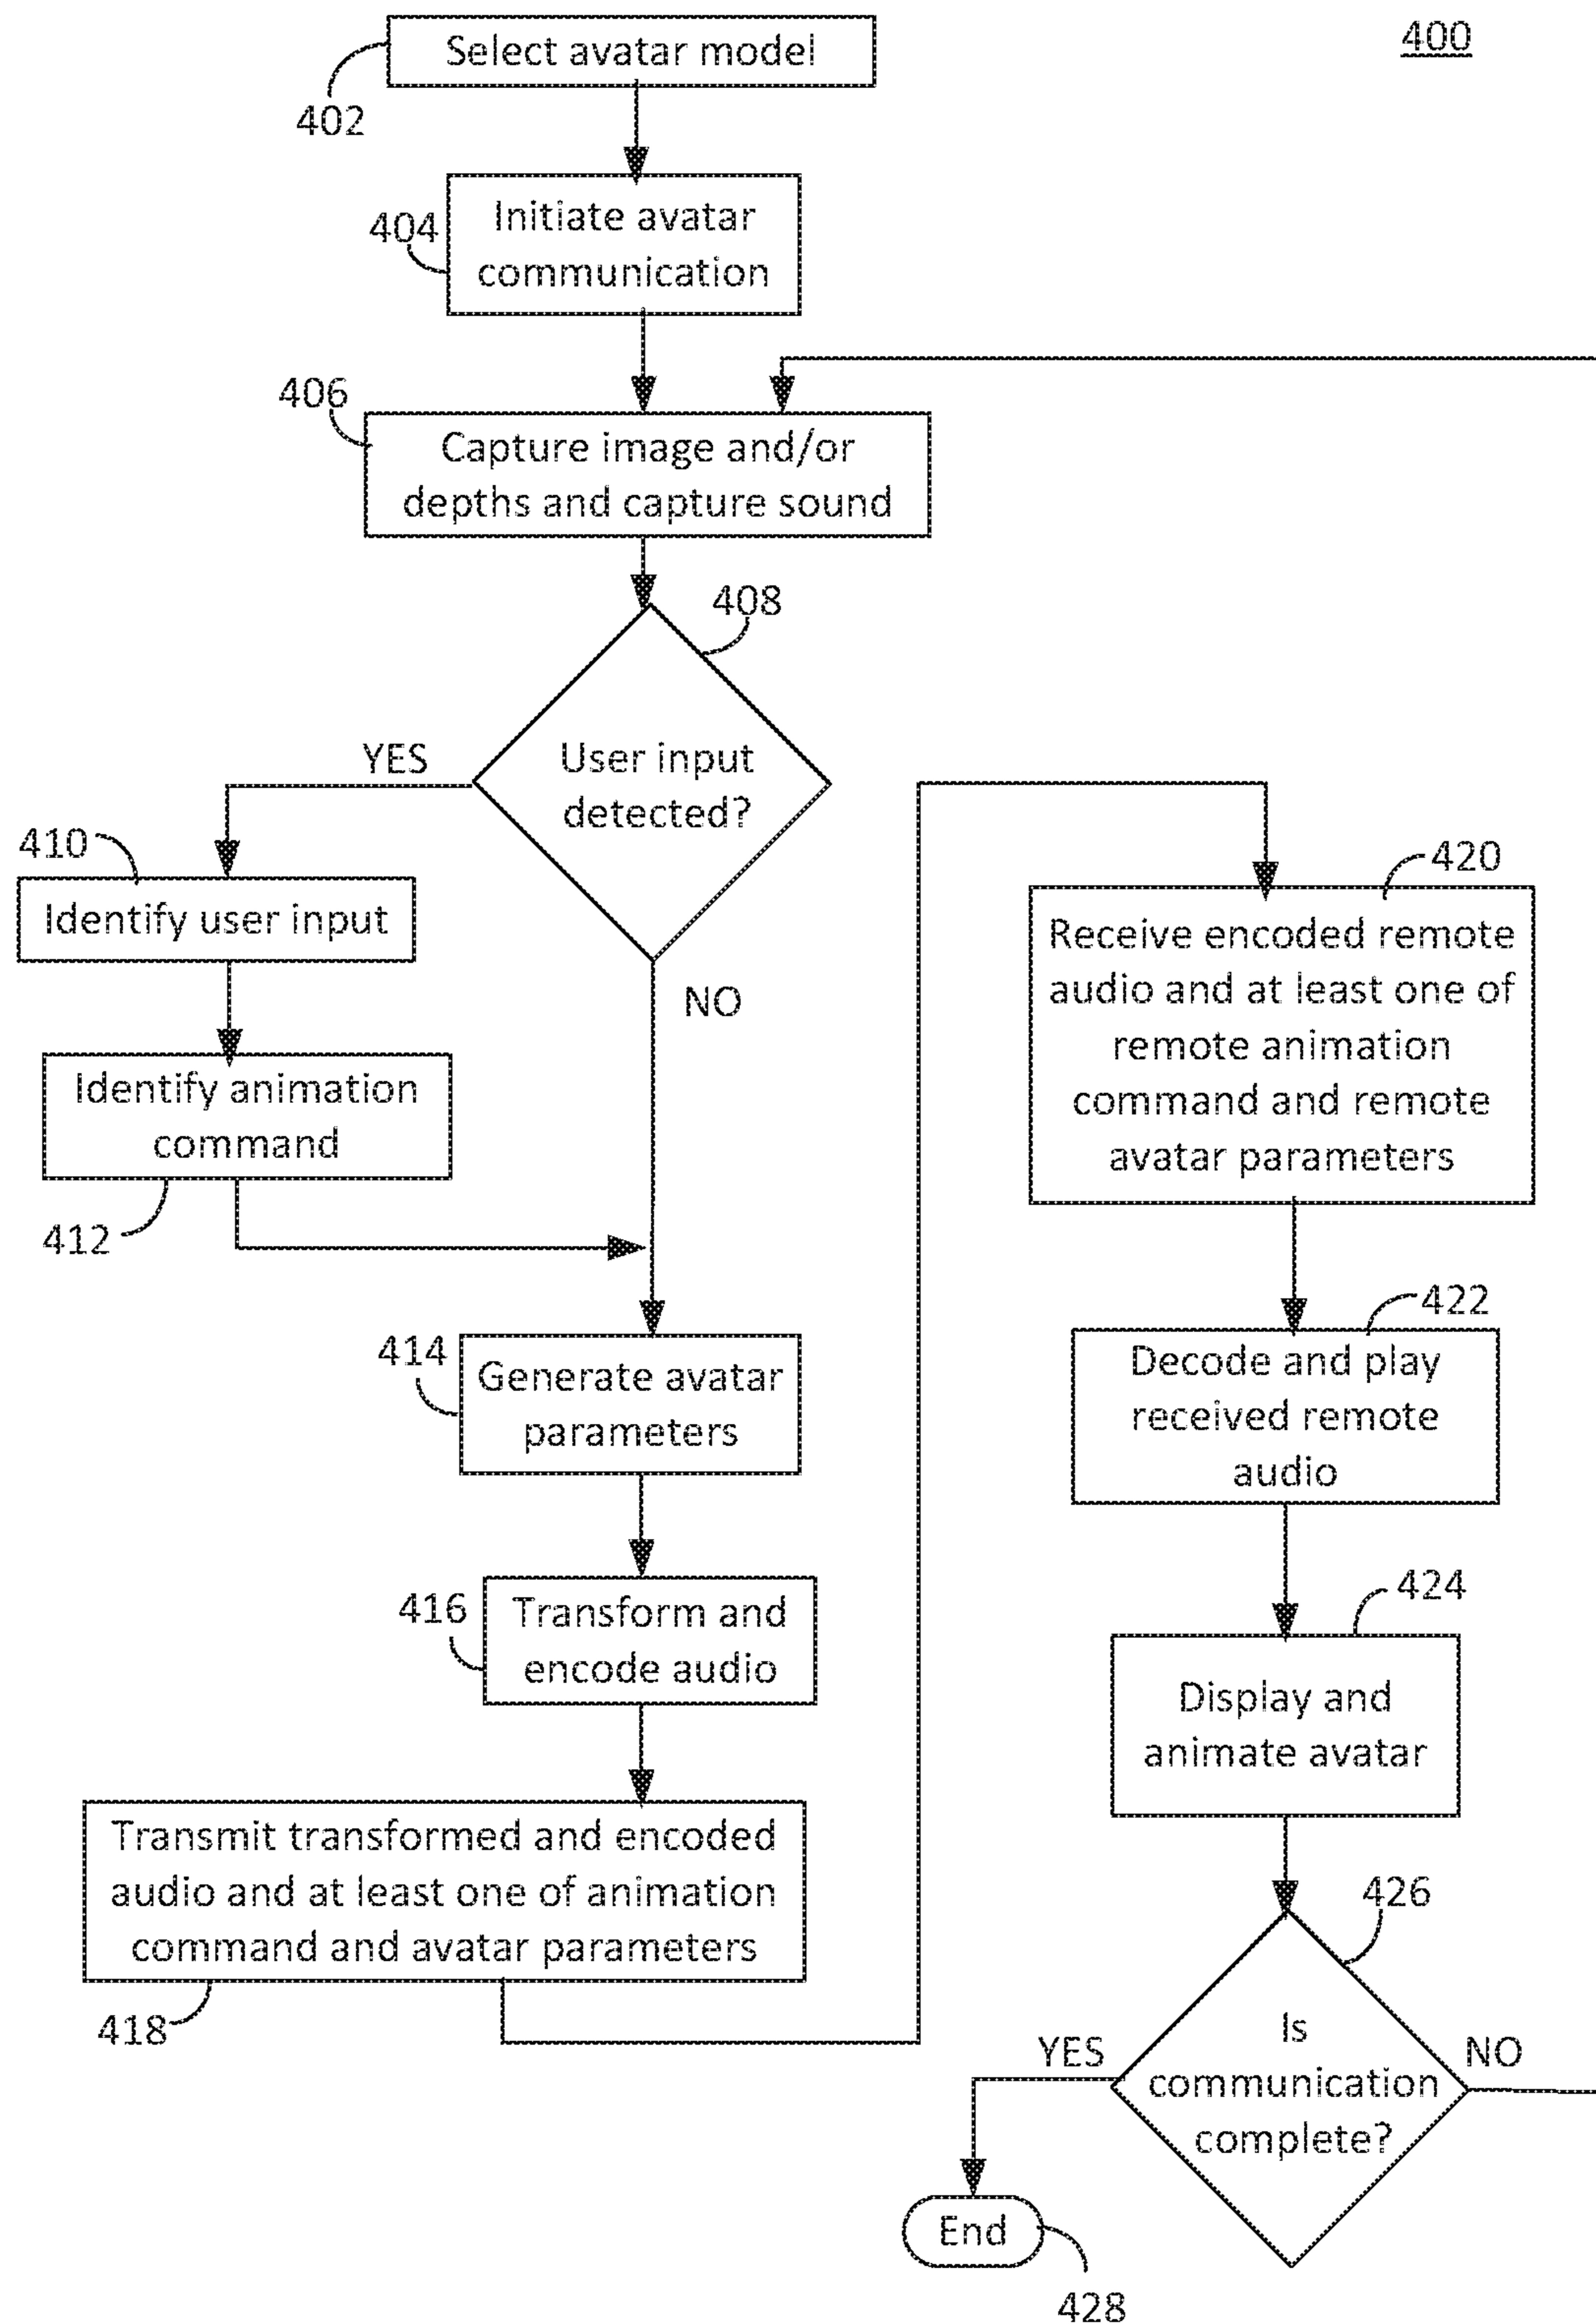 400
Select avatar model
402
Initiate avatar
communication
404
406
Capture image and/or
depths and capture sound
408
User input
detected?
YES
NO
410
Identify user input
Identify animation
command
412
414
Generate avatar
parameters
416
Transform and
encode audio
Transmit transformed and encoded
audio and at least one of animation
command and avatar parameters
418
420
Receive encoded remote
audio and at least one of
remote animation
command and remote
avatar parameters
422
Decode and play
received remote
audio
424
Display and
animate avatar
426
Is
communication
complete?
YES
NO
End
428